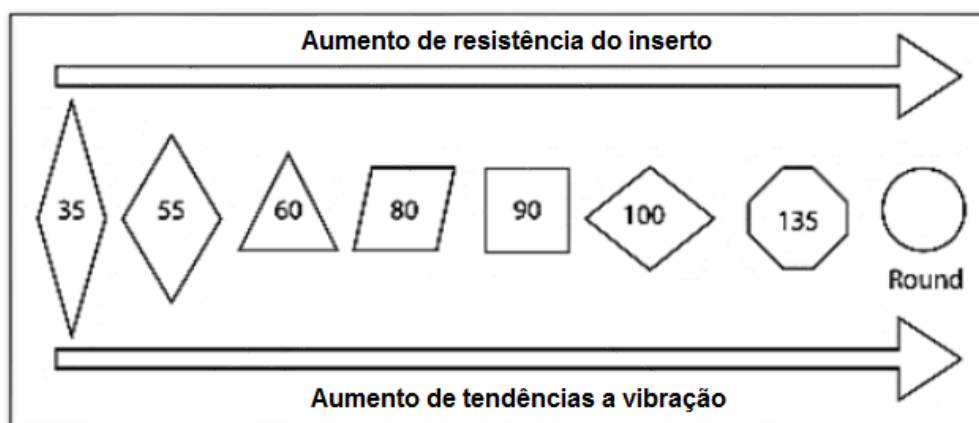 Aumento de resistência do inserto
35 55 60 80 90 100 135
Round
Aumento de tendências a vibração